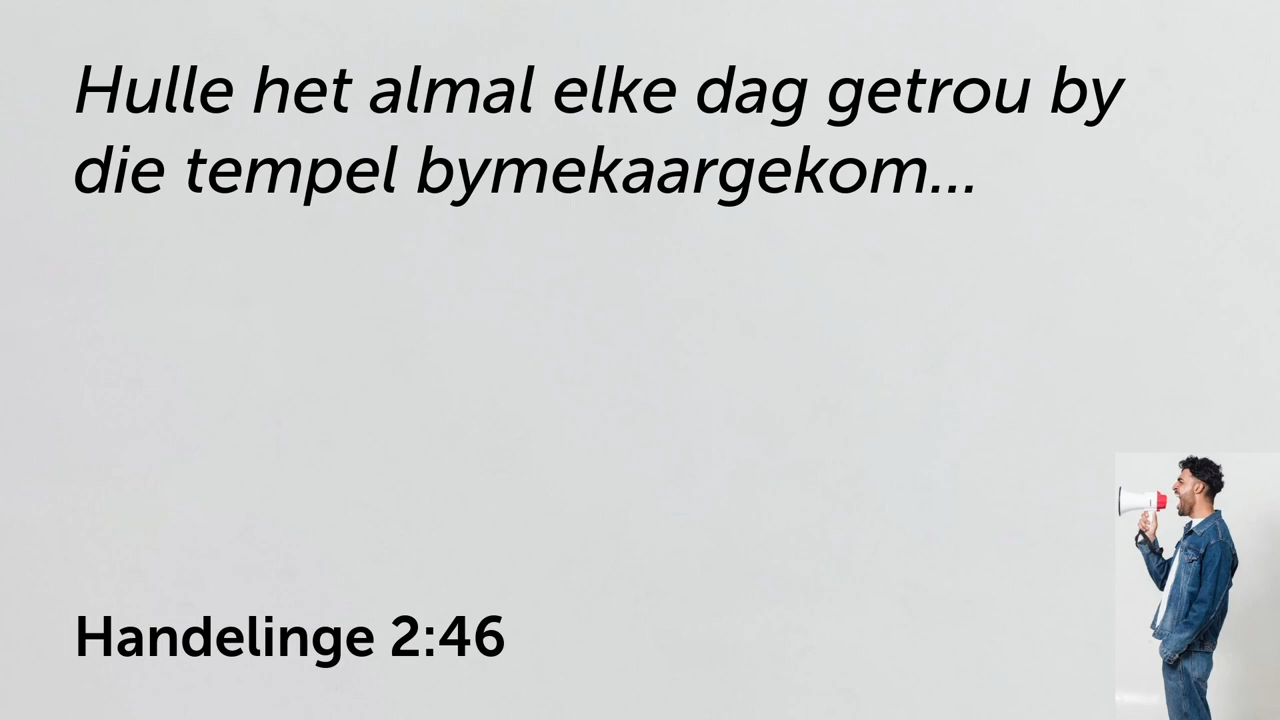 Hulle het almal elke dag getrou by
die tempel bymekaargekom...
Handelinge 2:46